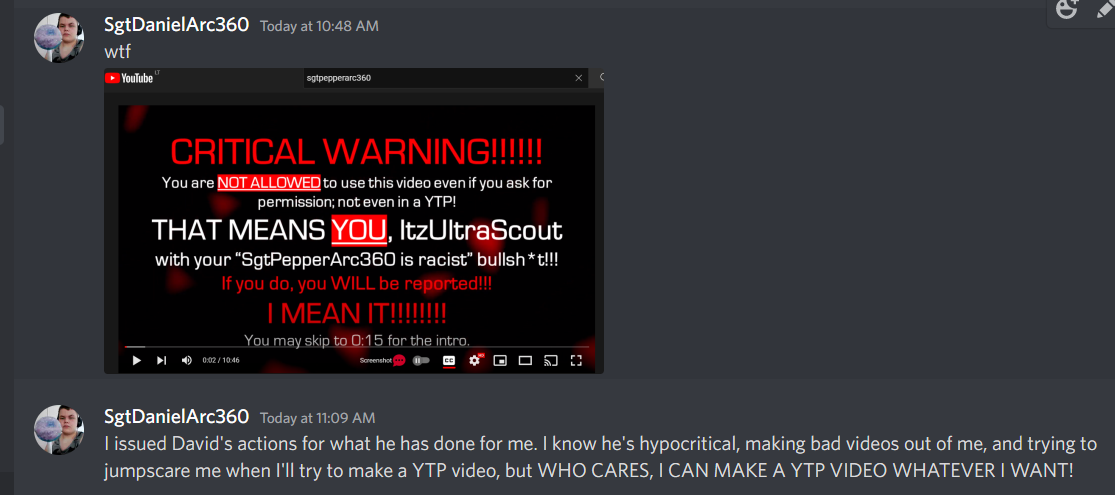 SgtDanielArc360 Today at 10:48 AM
wtf
YouTube LT
sgtpepperarc360
CRITICAL WARNING!!!!!!
You are NOT ALLOWED to use this video even if you ask for
permission; not even in a YTP!
THAT MEANS YOU, ItzUltraScout
with your “SgtPepperArc360 is racist” bullsh*t!!!
If you do, you WILL be reported!!!
I MEAN IT!!!!!!!!
You may skip to 0:15 for the intro.
0:02 / 10:46
Screenshot
CC
HD
SgtDanielArc360 Today at 11:09 AM
I issued David's actions for what he has done for me. I know he's hypocritical, making bad videos out of me, and trying to
jumpscare me when I'll try to make a YTP video, but WHO CARES, I CAN MAKE A YTP VIDEO WHATEVER I WANT!